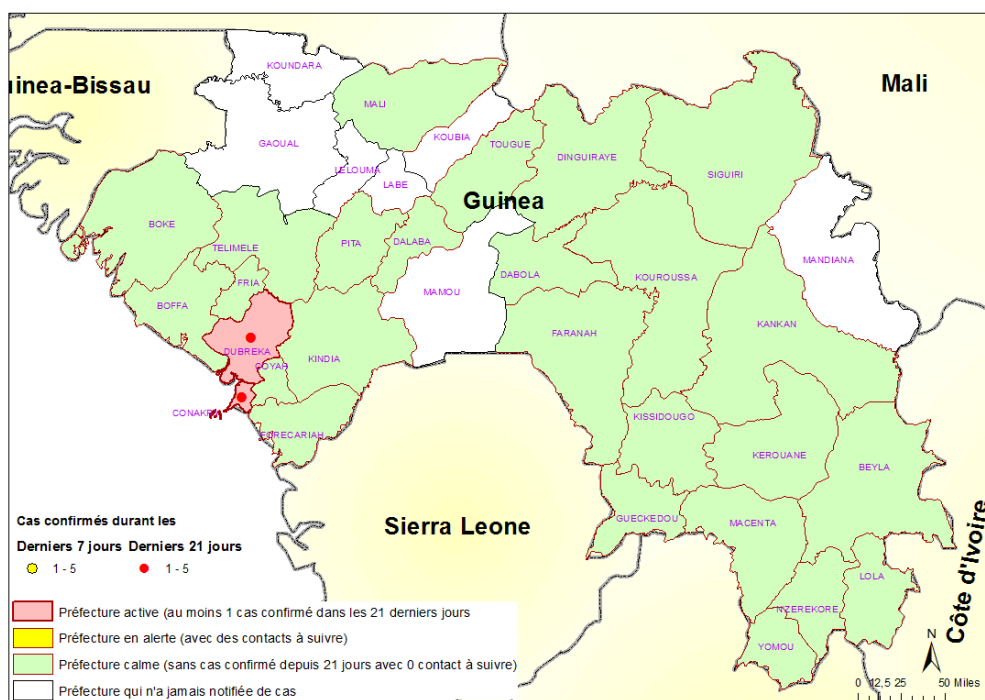 KOUNDARA
uinea-Bissau
Mali
MALI
KOUBIA
GAOUAL
TOUGUE
DINGUIRAYE
LELOUMA
SIGUIRI
LABE
Guinea
BOKE
TELIMELE
PITA
DALABA
MANDIANA
DABOLA
KOUROUSSA
FRIA
MAMOU
BOFFA
KANKAN
FARANAH
DUBREKA
COYAH
KINDIA
CONAKRY
KISSIDOUGO
FORECARIAH
KEROUANE
BEYLA
GUECKEDOU
MACENTA
Sierra Leone
Côte d'Ivoire
LOLA
NZEREKORE
YOMOU
Cas confirmés durant les
Derniers 7 jours Derniers 21 jours
1 - 5 1 - 5
Préfecture active (au moins 1 cas confirmé dans les 21 derniers jours
Préfecture en alerte (avec des contacts à suivre)
Préfecture calme (sans cas confirmé depuis 21 jours avec 0 contact à suivre)
Préfecture qui n'a jamais notifiée de cas
N
0 12,5 25 50 Miles